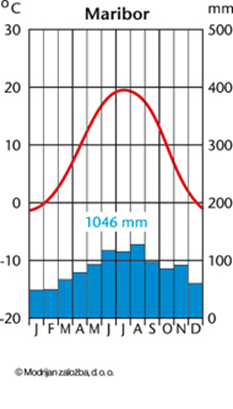 °C Maribor mm
30 500
20 400
10 300
0 200
1046 mm
-10 100
-20 0
J F M A M J J A S O N D
© Modrijan založba, d. o. o.